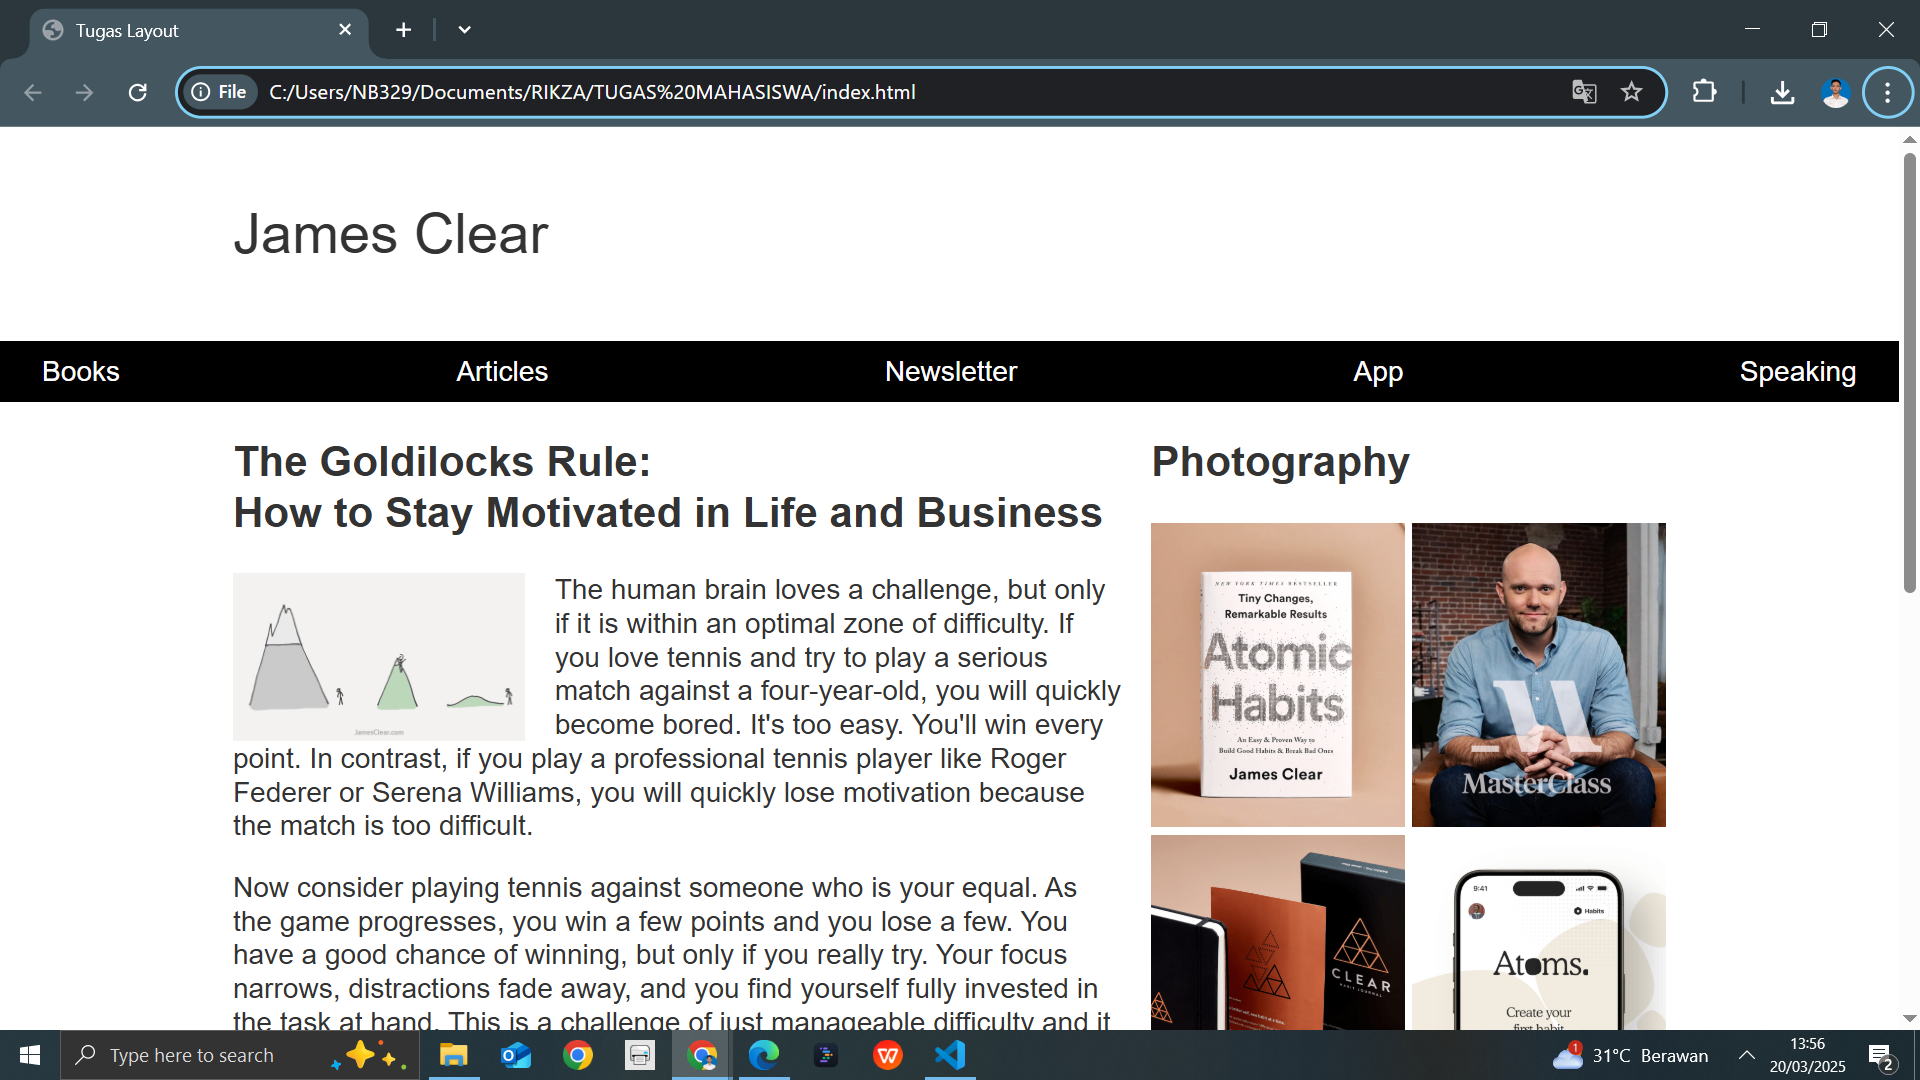 Tugas Layout
File
C:/Users/NB329/Documents/RIKZA/TUGAS%20MAHASISWA/index.html
James Clear
Books
Articles
Newsletter
App
Speaking
The Goldilocks Rule:
How to Stay Motivated in Life and Business
JamesClear.com
The human brain loves a challenge, but only
if it is within an optimal zone of difficulty. If
you love tennis and try to play a serious
match against a four-year-old, you will quickly
become bored. It's too easy. You'll win every
point. In contrast, if you play a professional tennis player like Roger
Federer or Serena Williams, you will quickly lose motivation because
the match is too difficult.
Now consider playing tennis against someone who is your equal. As
the game progresses, you win a few points and you lose a few. You
have a good chance of winning, but only if you really try. Your focus
narrows, distractions fade away, and you find yourself fully invested in
the task at hand. This is a challenge of just manageable difficulty and it
Photography
NEW YORK TIMES BESTSELLER
Tiny Changes,
Remarkable Results
Atomic
Habits
An Easy & Proven Way to
Build Good Habits & Break Bad Ones
James Clear
MasterClass
CLEAR
HABIT JOURNAL
9:41
Habits
Atoms.
Create your
first habit
Type here to search
1
31°C Berawan
13:56
20/03/2025
2